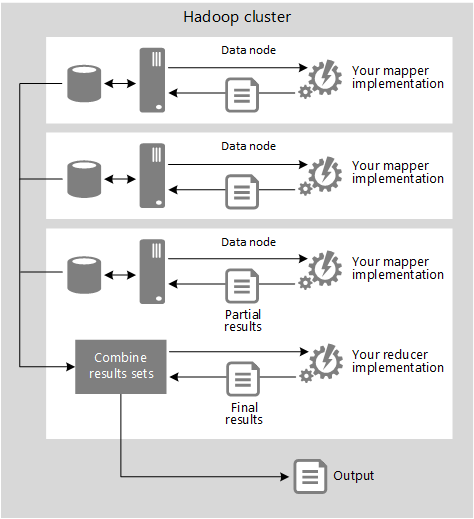 Hadoop cluster
Data node
Your mapper
implementation
Data node
Your mapper
implementation
Data node
Your mapper
implementation
Partial
results
Combine
results sets
Your reducer
implementation
Final
results
Output